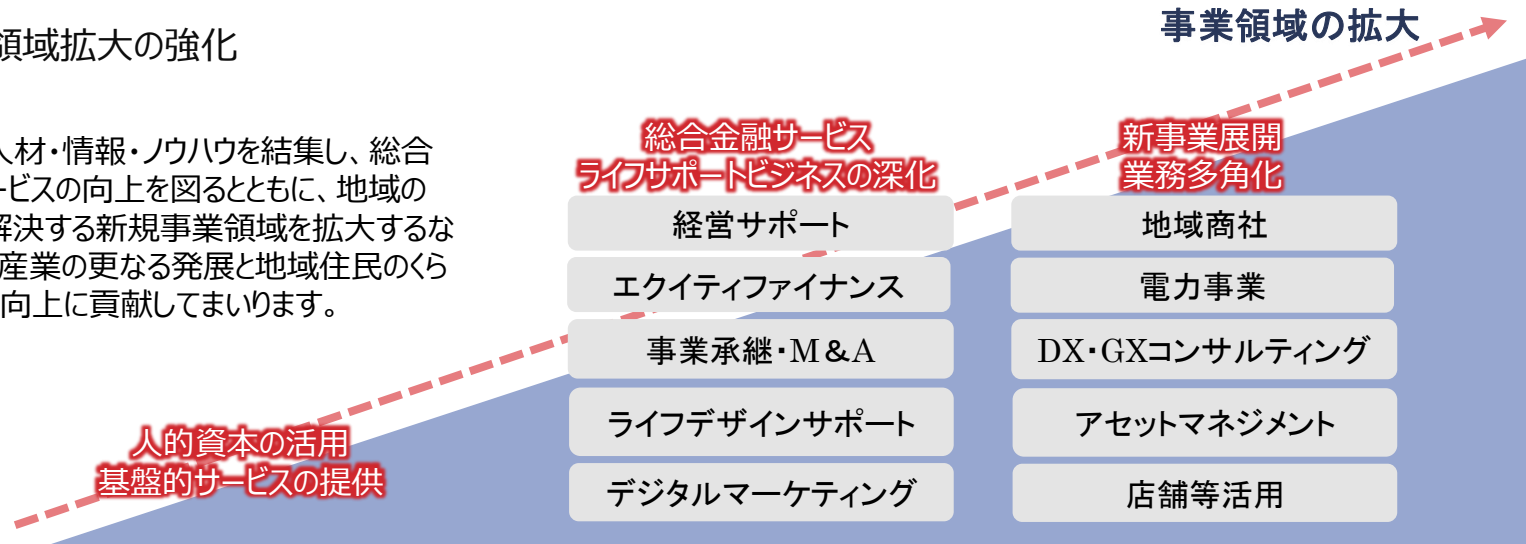 領域拡大の強化
人材・情報・ノウハウを結集し、総合
ービスの向上を図るとともに、地域の
解決する新規事業領域を拡大するな
産業の更なる発展と地域住民のくら
向上に貢献してまいります。
事業領域の拡大
人的資本の活用
基盤的サービスの提供
総合金融サービス
ライフサポートビジネスの深化
経営サポート
エクイティファイナンス
事業承継・M&A
ライフデザインサポート
デジタルマーケティング
新事業展開
業務多角化
地域商社
電力事業
DX・GXコンサルティング
アセットマネジメント
店舗等活用